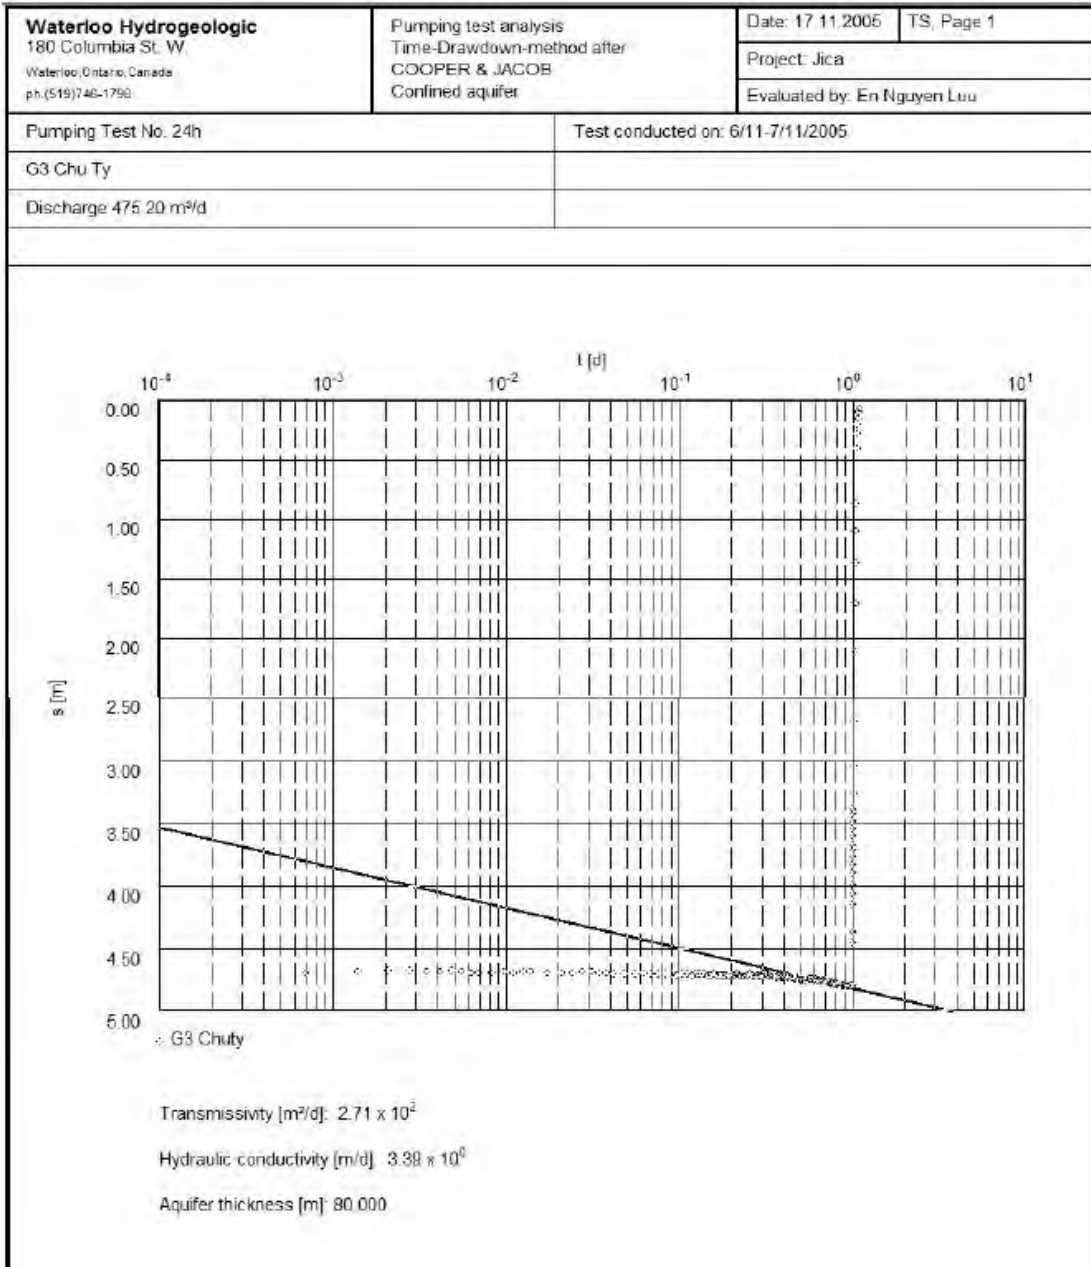 Waterloo Hydrogeologic
180 Columbia St. W.
Waterloo,Ontario,Canada
ph.(519)746-1798
Pumping test analysis
Time-Drawdown-method after
COOPER & JACOB
Confined aquifer
Date: 17.11.2005
TS, Page 1
Project: Jica
Evaluated by: En Nguyen Luu
Pumping Test No. 24h
Test conducted on: 6/11-7/11/2005
G3 Chu Ty
Discharge 475.20 m³/d
t [d]
10⁻⁴ 10⁻³ 10⁻² 10⁻¹ 10⁰ 10¹
0.00
0.50
1.00
1.50
2.00
s [m]
2.50
3.00
3.50
4.00
4.50
5.00
G3 Chuty
Transmissivity [m²/d]: 2.71 x 10²
Hydraulic conductivity [m/d]: 3.39 x 10⁰
Aquifer thickness [m]: 80.000